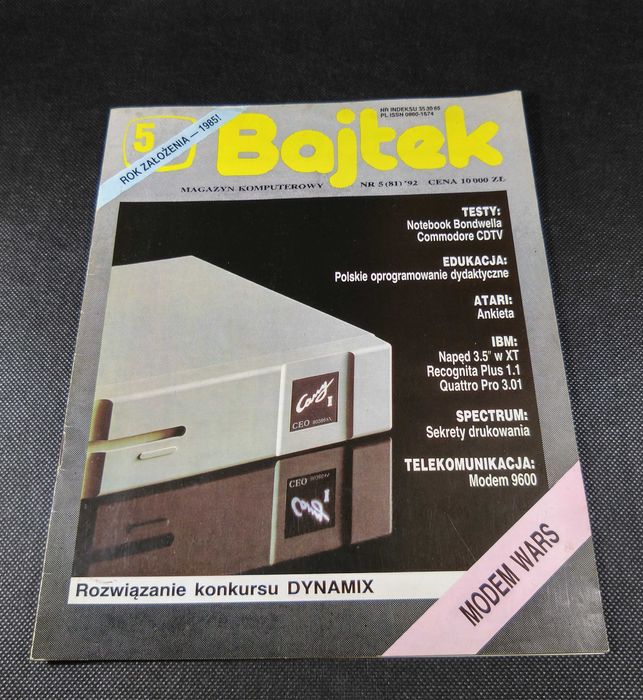 5
ROK ZAŁOŻENIA — 1985!
NR INDEKSU 35 30 65
PL ISSN 0860-1674
Bajtek
MAGAZYN KOMPUTEROWY NR 5 (81) '92 CENA 10 000 ZŁ
TESTY:
Notebook Bondwella
Commodore CDTV
EDUKACJA:
Polskie oprogramowanie dydaktyczne
ATARI:
Ankieta
IBM:
Napęd 3.5" w XT
Recognita Plus 1.1
Quattro Pro 3.01
SPECTRUM:
Sekrety drukowania
TELEKOMUNIKACJA:
Modem 9600
CEO
MODEM WARS
Rozwiązanie konkursu DYNAMIX